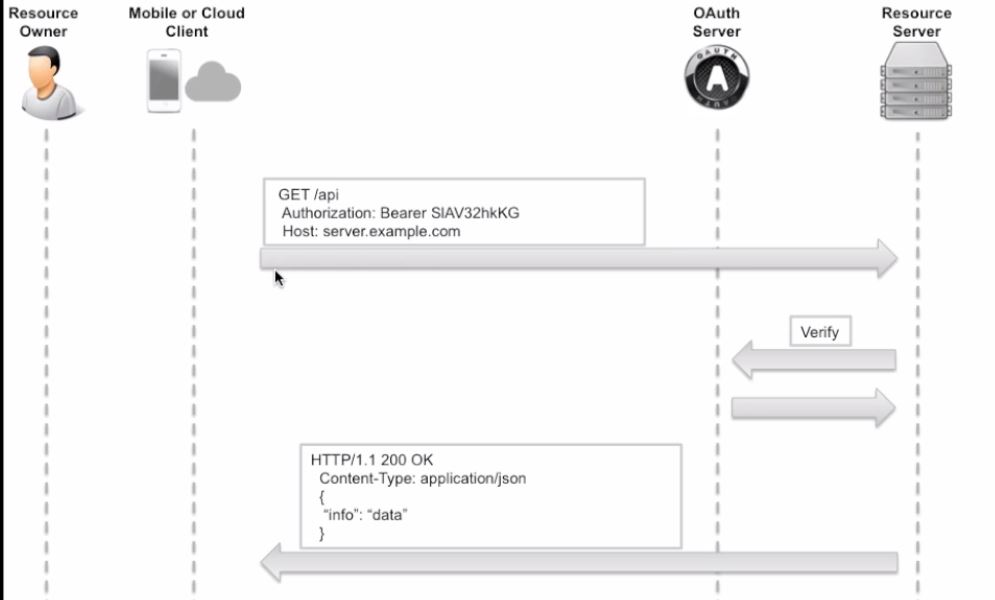 Resource
Owner
Mobile or Cloud
Client
OAuth
Server
Resource
Server
OAUTH
A
AUTH
GET /api
Authorization: Bearer SlAV32hkKG
Host: server.example.com
Verify
HTTP/1.1 200 OK
Content-Type: application/json
{
“info”: “data”
}